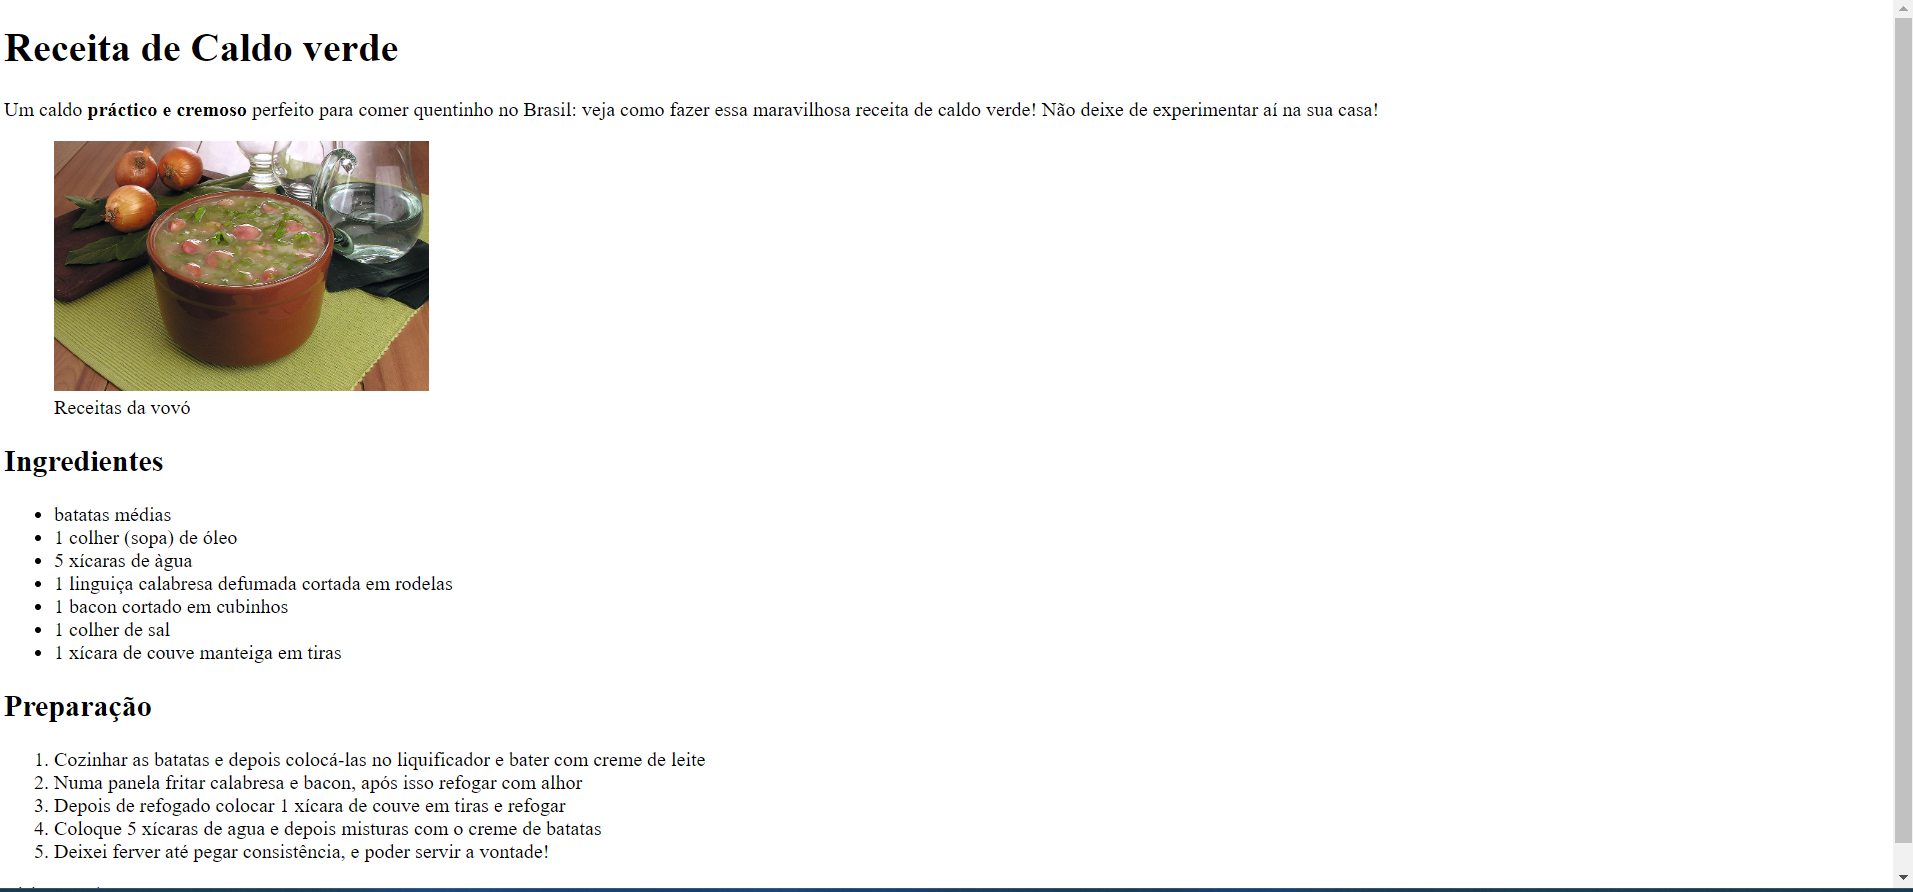 Receita de Caldo verde
Um caldo práctico e cremoso perfeito para comer quentinho no Brasil: veja como fazer essa maravilhosa receita de caldo verde! Não deixe de experimentar aí na sua casa!
Receitas da vovó
Ingredientes
• batatas médias
• 1 colher (sopa) de óleo
• 5 xícaras de àgua
• 1 linguiça calabresa defumada cortada em rodelas
• 1 bacon cortado em cubinhos
• 1 colher de sal
• 1 xícara de couve manteiga em tiras
Preparação
1. Cozinhar as batatas e depois colocá-las no liquificador e bater com creme de leite
2. Numa panela fritar calabresa e bacon, após isso refogar com alhor
3. Depois de refogado colocar 1 xícara de couve em tiras e refogar
4. Coloque 5 xícaras de agua e depois misturas com o creme de batatas
5. Deixei ferver até pegar consistência, e poder servir a vontade!